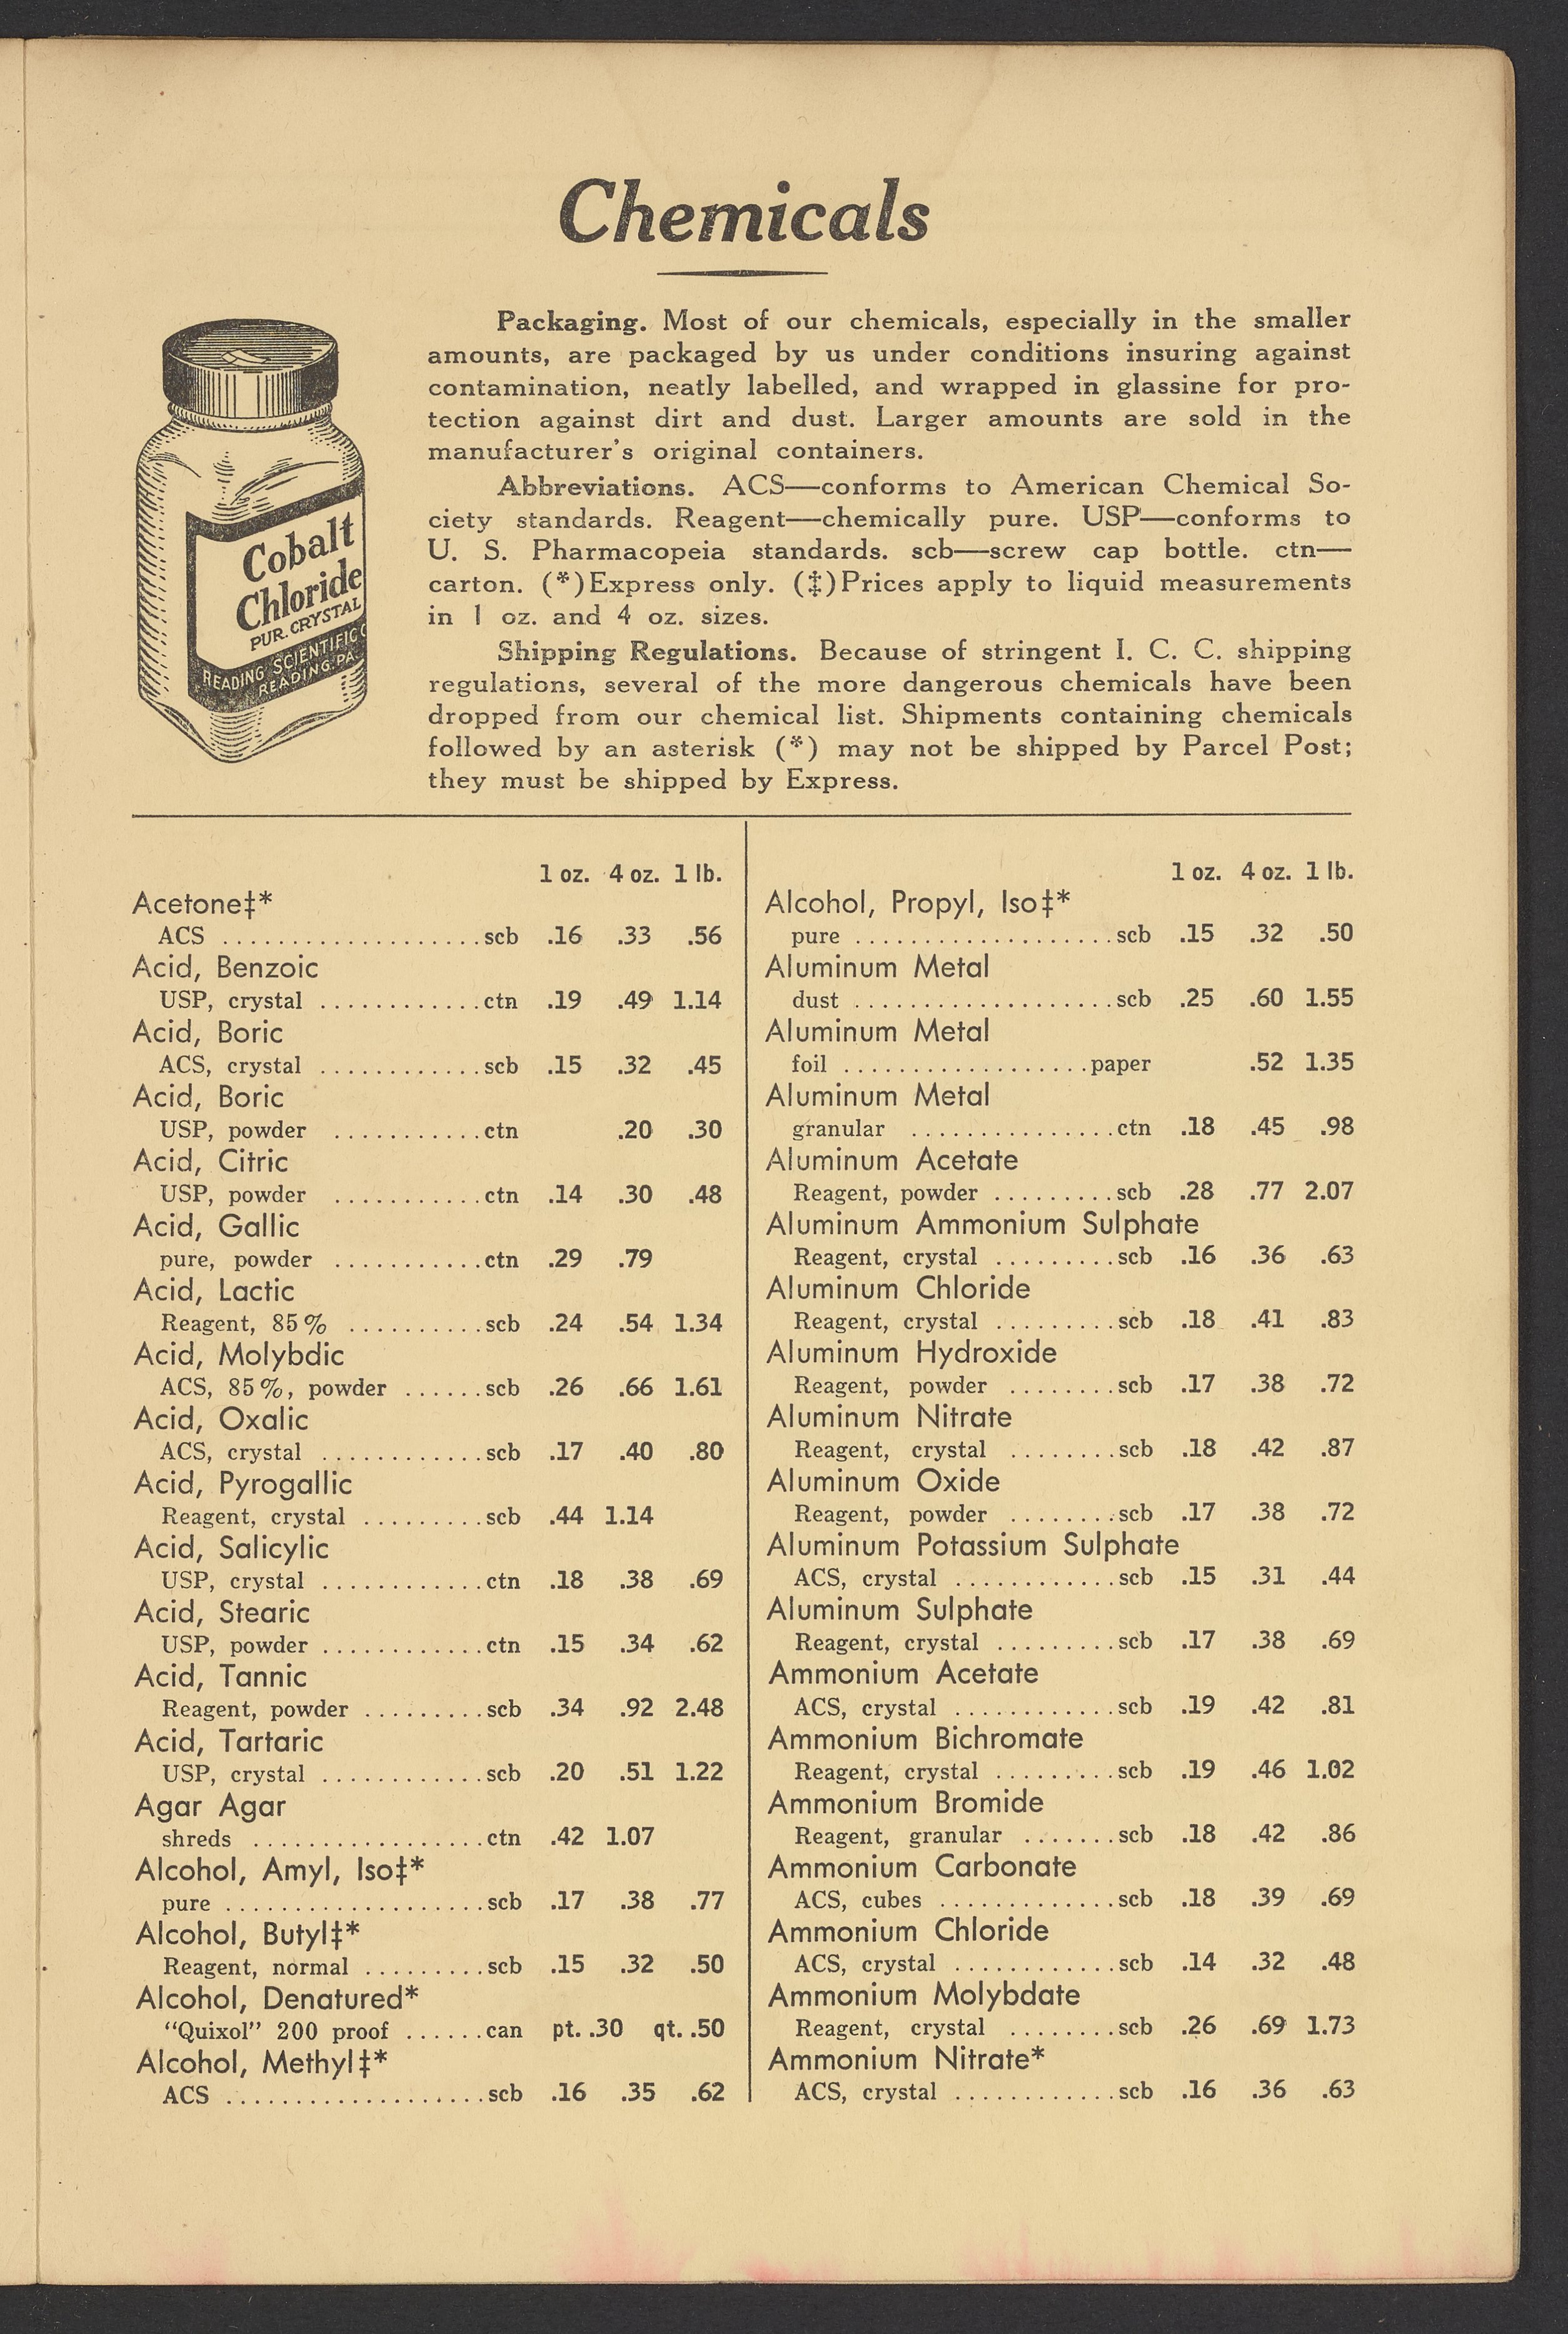 Chemicals
Cobalt
Chloride
PUR. CRYSTAL
READING SCIENTIFIC C
READING, PA.
Packaging. Most of our chemicals, especially in the smaller
amounts, are packaged by us under conditions insuring against
contamination, neatly labelled, and wrapped in glassine for pro-
tection against dirt and dust. Larger amounts are sold in the
manufacturer's original containers.
Abbreviations. ACS—conforms to American Chemical So-
ciety standards. Reagent—chemically pure. USP—conforms to
U. S. Pharmacopeia standards. scb—screw cap bottle. ctn—
carton. (*)Express only. (‡)Prices apply to liquid measurements
in 1 oz. and 4 oz. sizes.
Shipping Regulations. Because of stringent I. C. C. shipping
regulations, several of the more dangerous chemicals have been
dropped from our chemical list. Shipments containing chemicals
followed by an asterisk (*) may not be shipped by Parcel Post;
they must be shipped by Express.
1 oz. 4 oz. 1 lb.
Acetone‡*
ACS ...................scb .16 .33 .56
Acid, Benzoic
USP, crystal ............ctn .19 .49 1.14
Acid, Boric
ACS, crystal ............scb .15 .32 .45
Acid, Boric
USP, powder ...........ctn .20 .30
Acid, Citric
USP, powder ...........ctn .14 .30 .48
Acid, Gallic
pure, powder ...........ctn .29 .79
Acid, Lactic
Reagent, 85% ..........scb .24 .54 1.34
Acid, Molybdic
ACS, 85%, powder ......scb .26 .66 1.61
Acid, Oxalic
ACS, crystal ............scb .17 .40 .80
Acid, Pyrogallic
Reagent, crystal .........scb .44 1.14
Acid, Salicylic
USP, crystal ............ctn .18 .38 .69
Acid, Stearic
USP, powder ............ctn .15 .34 .62
Acid, Tannic
Reagent, powder .........scb .34 .92 2.48
Acid, Tartaric
USP, crystal ............scb .20 .51 1.22
Agar Agar
shreds .................ctn .42 1.07
Alcohol, Amyl, Iso‡*
pure ...................scb .17 .38 .77
Alcohol, Butyl‡*
Reagent, normal .........scb .15 .32 .50
Alcohol, Denatured*
"Quixol" 200 proof ......can pt. .30 qt. .50
Alcohol, Methyl‡*
ACS ...................scb .16 .35 .62
1 oz. 4 oz. 1 lb.
Alcohol, Propyl, Iso‡*
pure ...................scb .15 .32 .50
Aluminum Metal
dust ...................scb .25 .60 1.55
Aluminum Metal
foil ..................paper .52 1.35
Aluminum Metal
granular ...............ctn .18 .45 .98
Aluminum Acetate
Reagent, powder .........scb .28 .77 2.07
Aluminum Ammonium Sulphate
Reagent, crystal .........scb .16 .36 .63
Aluminum Chloride
Reagent, crystal .........scb .18 .41 .83
Aluminum Hydroxide
Reagent, powder ........scb .17 .38 .72
Aluminum Nitrate
Reagent, crystal ........scb .18 .42 .87
Aluminum Oxide
Reagent, powder ........scb .17 .38 .72
Aluminum Potassium Sulphate
ACS, crystal ............scb .15 .31 .44
Aluminum Sulphate
Reagent, crystal .........scb .17 .38 .69
Ammonium Acetate
ACS, crystal ............scb .19 .42 .81
Ammonium Bichromate
Reagent, crystal .........scb .19 .46 1.02
Ammonium Bromide
Reagent, granular .......scb .18 .42 .86
Ammonium Carbonate
ACS, cubes .............scb .18 .39 .69
Ammonium Chloride
ACS, crystal ............scb .14 .32 .48
Ammonium Molybdate
Reagent, crystal ........scb .26 .69 1.73
Ammonium Nitrate*
ACS, crystal ............scb .16 .36 .63